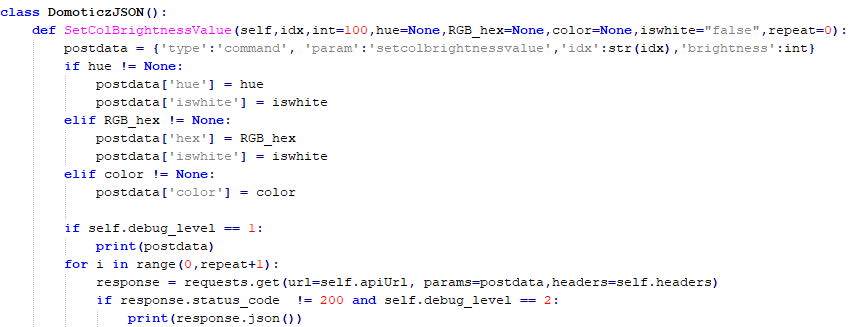 class DomoticzJSON():
    def SetColBrightnessValue(self,idx,int=100,hue=None,RGB_hex=None,color=None,iswhite="false",repeat=0):
        postdata = {'type':'command', 'param':'setcolbrightnessvalue','idx':str(idx),'brightness':int}
        if hue != None:
            postdata['hue'] = hue
            postdata['iswhite'] = iswhite
        elif RGB_hex != None:
            postdata['hex'] = RGB_hex
            postdata['iswhite'] = iswhite
        elif color != None:
            postdata['color'] = color

        if self.debug_level == 1:
            print(postdata)
        for i in range(0,repeat+1):
            response = requests.get(url=self.apiUrl, params=postdata,headers=self.headers)
            if response.status_code  != 200 and self.debug_level == 2:
                print(response.json())